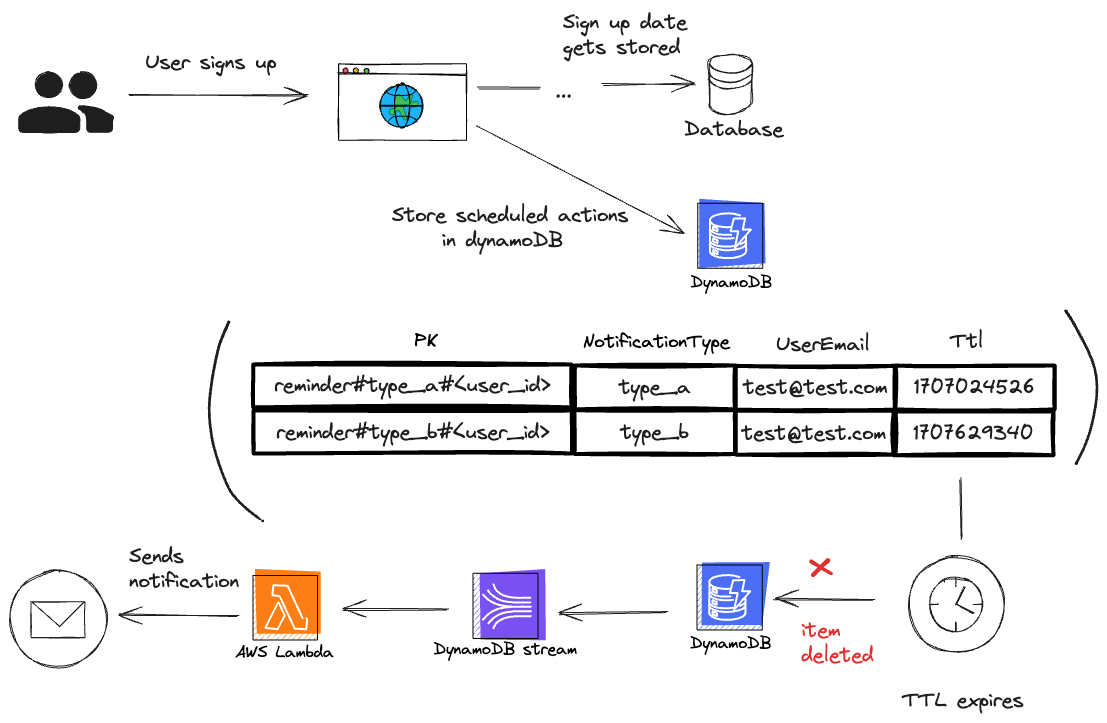 User signs up
Sign up date
gets stored
...
Database
Store scheduled actions
in dynamoDB
DynamoDB
PK NotificationType UserEmail Ttl
reminder#type_a#<user_id> type_a test@test.com 1707024526
reminder#type_b#<user_id> type_b test@test.com 1707629340
Sends
notification
AWS Lambda
DynamoDB stream
DynamoDB
item
deleted
TTL expires